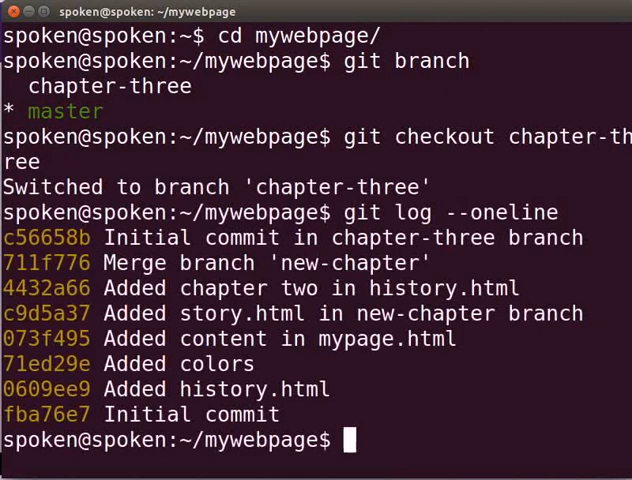 spoken@spoken: ~/mywebpage
spoken@spoken:~$ cd mywebpage/
spoken@spoken:~/mywebpage$ git branch
  chapter-three
* master
spoken@spoken:~/mywebpage$ git checkout chapter-th
ree
Switched to branch 'chapter-three'
spoken@spoken:~/mywebpage$ git log --oneline
c56658b Initial commit in chapter-three branch
711f776 Merge branch 'new-chapter'
4432a66 Added chapter two in history.html
c9d5a37 Added story.html in new-chapter branch
073f495 Added content in mypage.html
71ed29e Added colors
0609ee9 Added history.html
fba76e7 Initial commit
spoken@spoken:~/mywebpage$